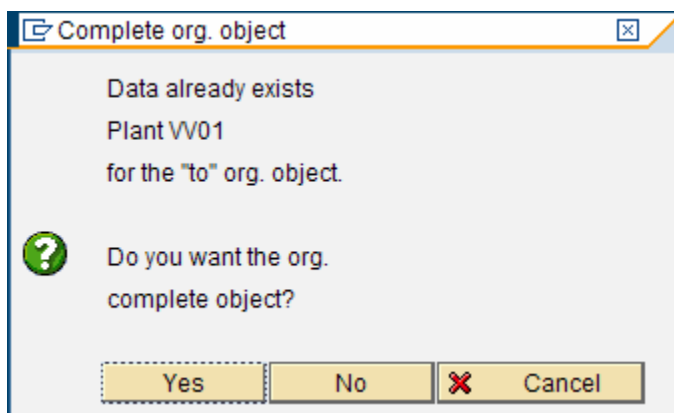 Complete org. object
Data already exists
Plant VV01
for the "to" org. object.
Do you want the org.
complete object?
Yes No Cancel